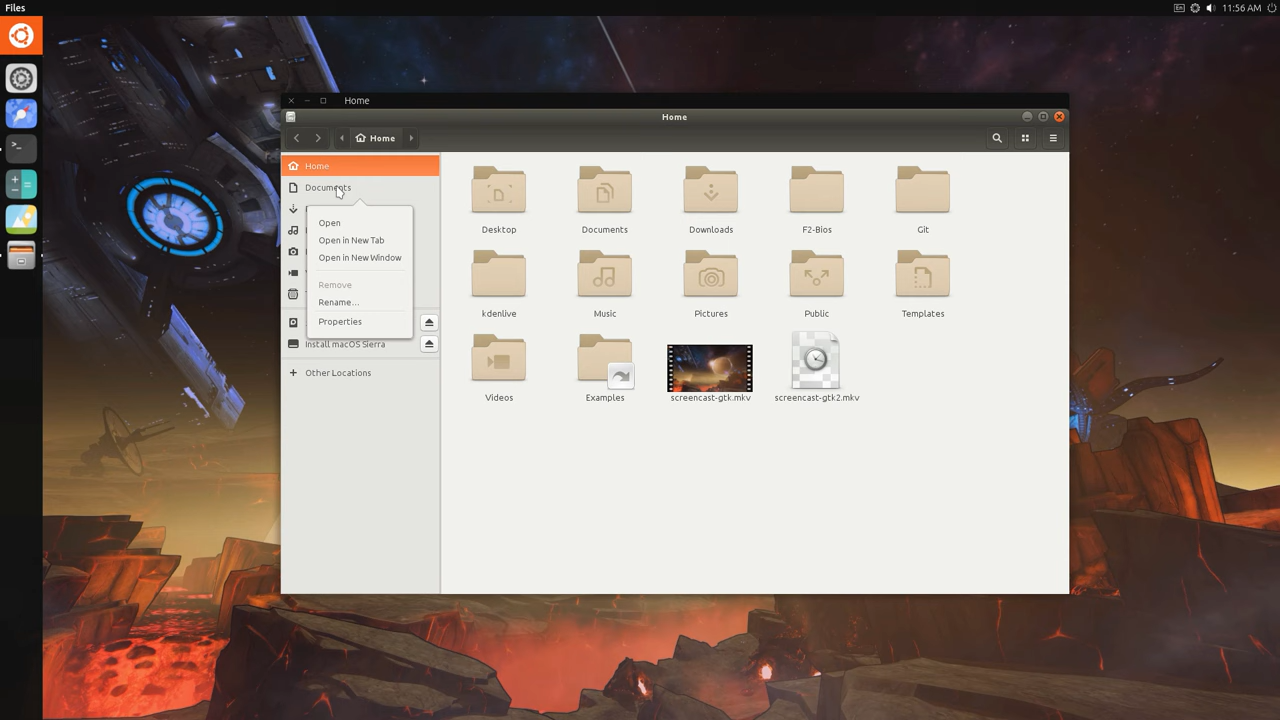 Files
En
11:56 AM
Home
Home
Home
Home
Documents
Open
Open in New Tab
Open in New Window
Remove
Rename…
Properties
Install macOS Sierra
Other Locations
Desktop
Documents
Downloads
F2-Bios
Git
kdenlive
Music
Pictures
Public
Templates
Videos
Examples
screencast-gtk.mkv
screencast-gtk2.mkv